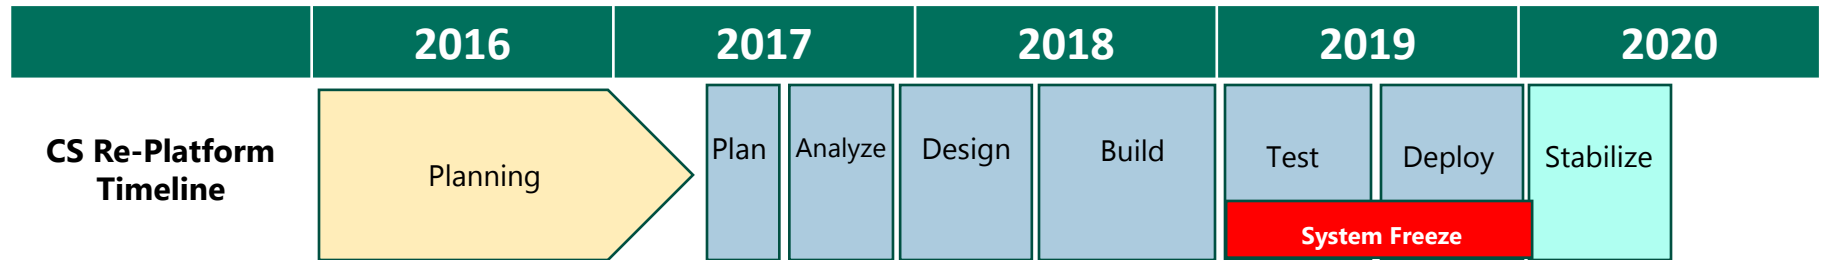 2016 2017 2018 2019 2020
CS Re-Platform
Timeline
Planning
Plan
Analyze
Design
Build
Test
Deploy
Stabilize
System Freeze